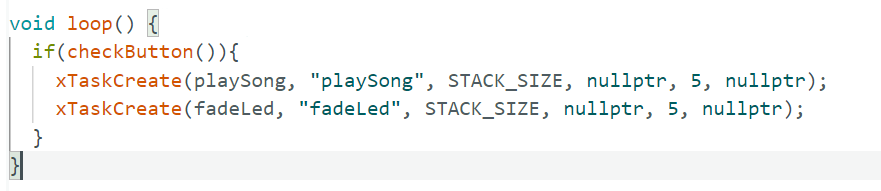 void loop() {
  if(checkButton()){
    xTaskCreate(playSong, "playSong", STACK_SIZE, nullptr, 5, nullptr);
    xTaskCreate(fadeLed, "fadeLed", STACK_SIZE, nullptr, 5, nullptr);
  }
}